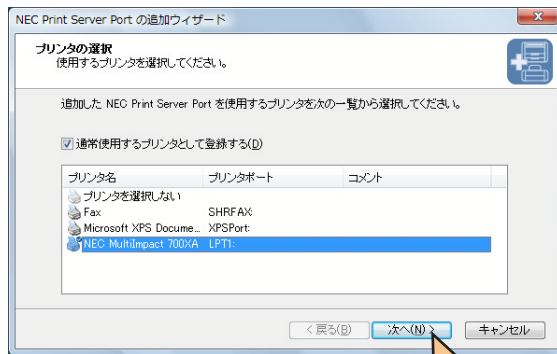 NEC Print Server Port の追加ウィザード
プリンタの選択
使用するプリンタを選択してください。
追加した NEC Print Server Port を使用するプリンタを次の一覧から選択してください。
通常使用するプリンタとして登録する(D)
プリンタ名 プリンタポート コメント
プリンタを選択しない
Fax SHRFAX:
Microsoft XPS Docume... XPSPort:
NEC MultiImpact 700XA LPT1:
< 戻る(B) 次へ(N) > キャンセル